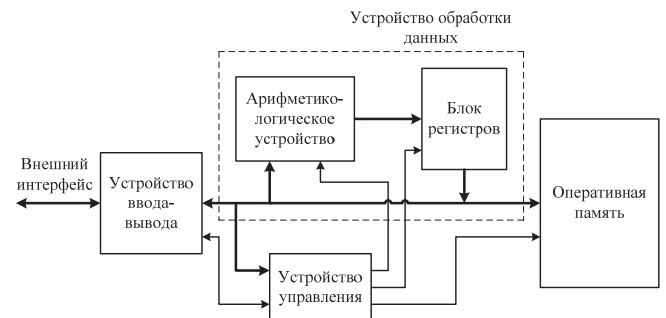 Устройство обработки
данных
Арифметико-
логическое
устройство
Блок
регистров
Внешний
интерфейс
Устройство
ввода-
вывода
Оперативная
память
Устройство
управления